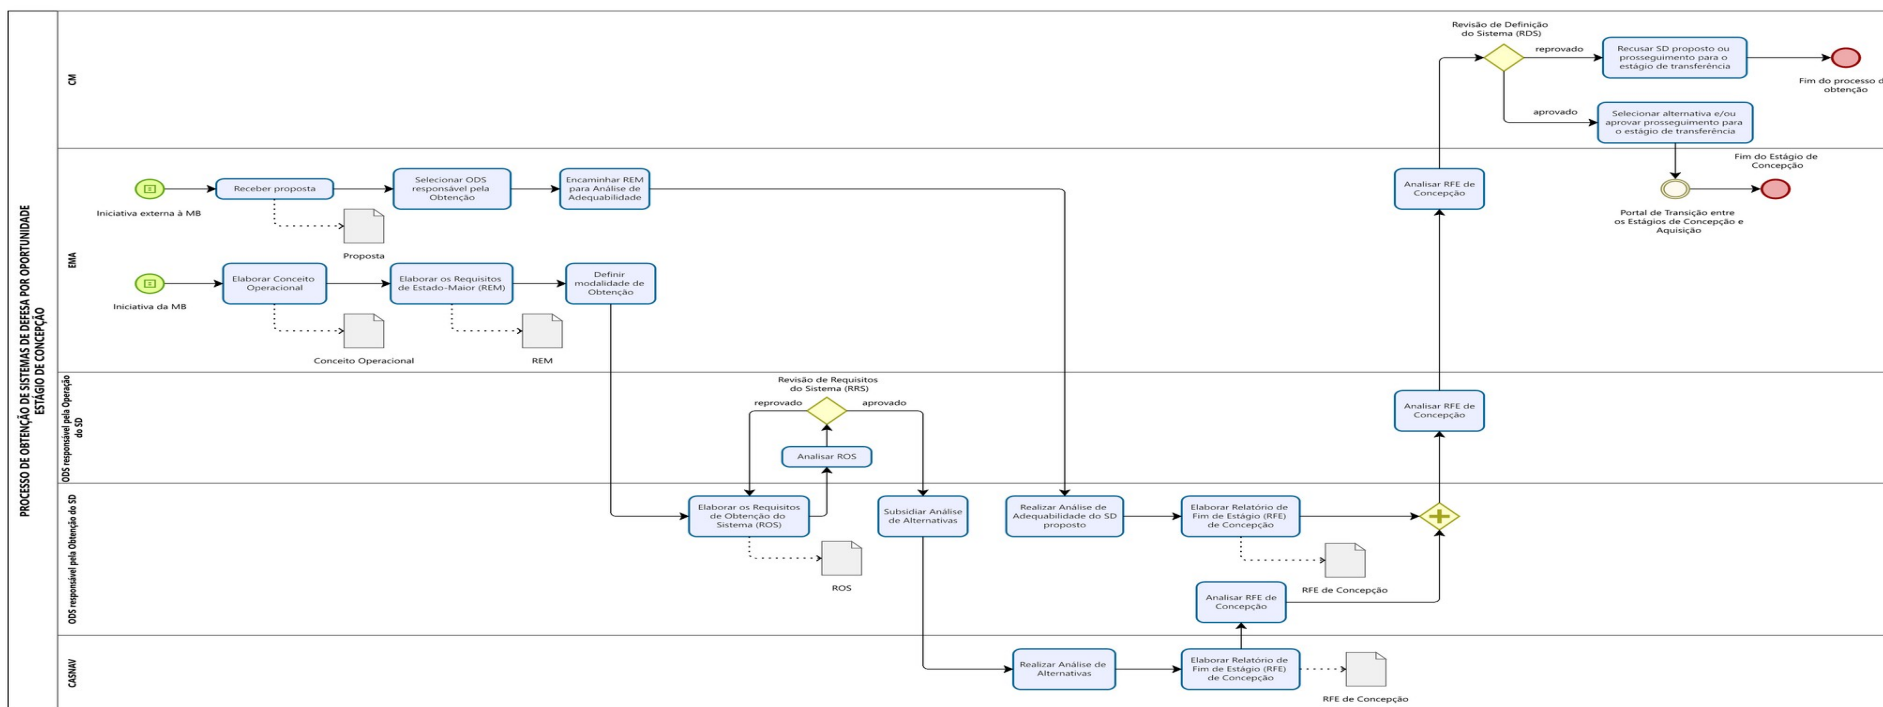 PROCESSO DE OBTENÇÃO DE SISTEMAS DE DEFESA POR OPORTUNIDADE
ESTÁGIO DE CONCEPÇÃO
CM
Revisão de Definição
do Sistema (RDS)
reprovado
Recusar SD proposto ou
prosseguimento para o
estágio de transferência
Fim do processo d
obtenção
aprovado
Selecionar alternativa e/ou
aprovar prosseguimento para
o estágio de transferência
EMA
Iniciativa externa à MB
Receber proposta
Proposta
Selecionar ODS
responsável pela
Obtenção
Encaminhar REM
para Análise de
Adequabilidade
Analisar RFE de
Concepção
Fim do Estágio de
Concepção
Portal de Transição entre
os Estágios de Concepção e
Aquisição
Iniciativa da MB
Elaborar Conceito
Operacional
Conceito Operacional
Elaborar os Requisitos
de Estado-Maior (REM)
REM
Definir
modalidade de
Obtenção
ODS responsável pela Operação
do SD
Revisão de Requisitos
do Sistema (RRS)
reprovado
aprovado
Analisar ROS
Analisar RFE de
Concepção
ODS responsável pela Obtenção do SD
Elaborar os Requisitos
de Obtenção do
Sistema (ROS)
ROS
Subsidiar Análise
de Alternativas
Realizar Análise de
Adequabilidade do SD
proposto
Elaborar Relatório de
Fim de Estágio (RFE)
de Concepção
RFE de Concepção
Analisar RFE de
Concepção
CASNAV
Realizar Análise de
Alternativas
Elaborar Relatório de
Fim de Estágio (RFE)
de Concepção
RFE de Concepção